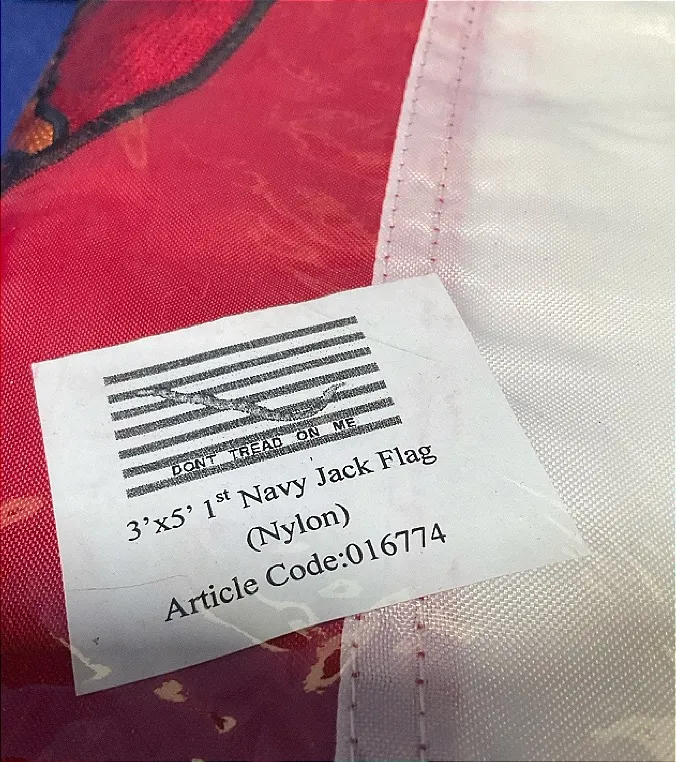 DONT TREAD ON ME
3’x5’ 1st Navy Jack Flag
(Nylon)
Article Code:016774